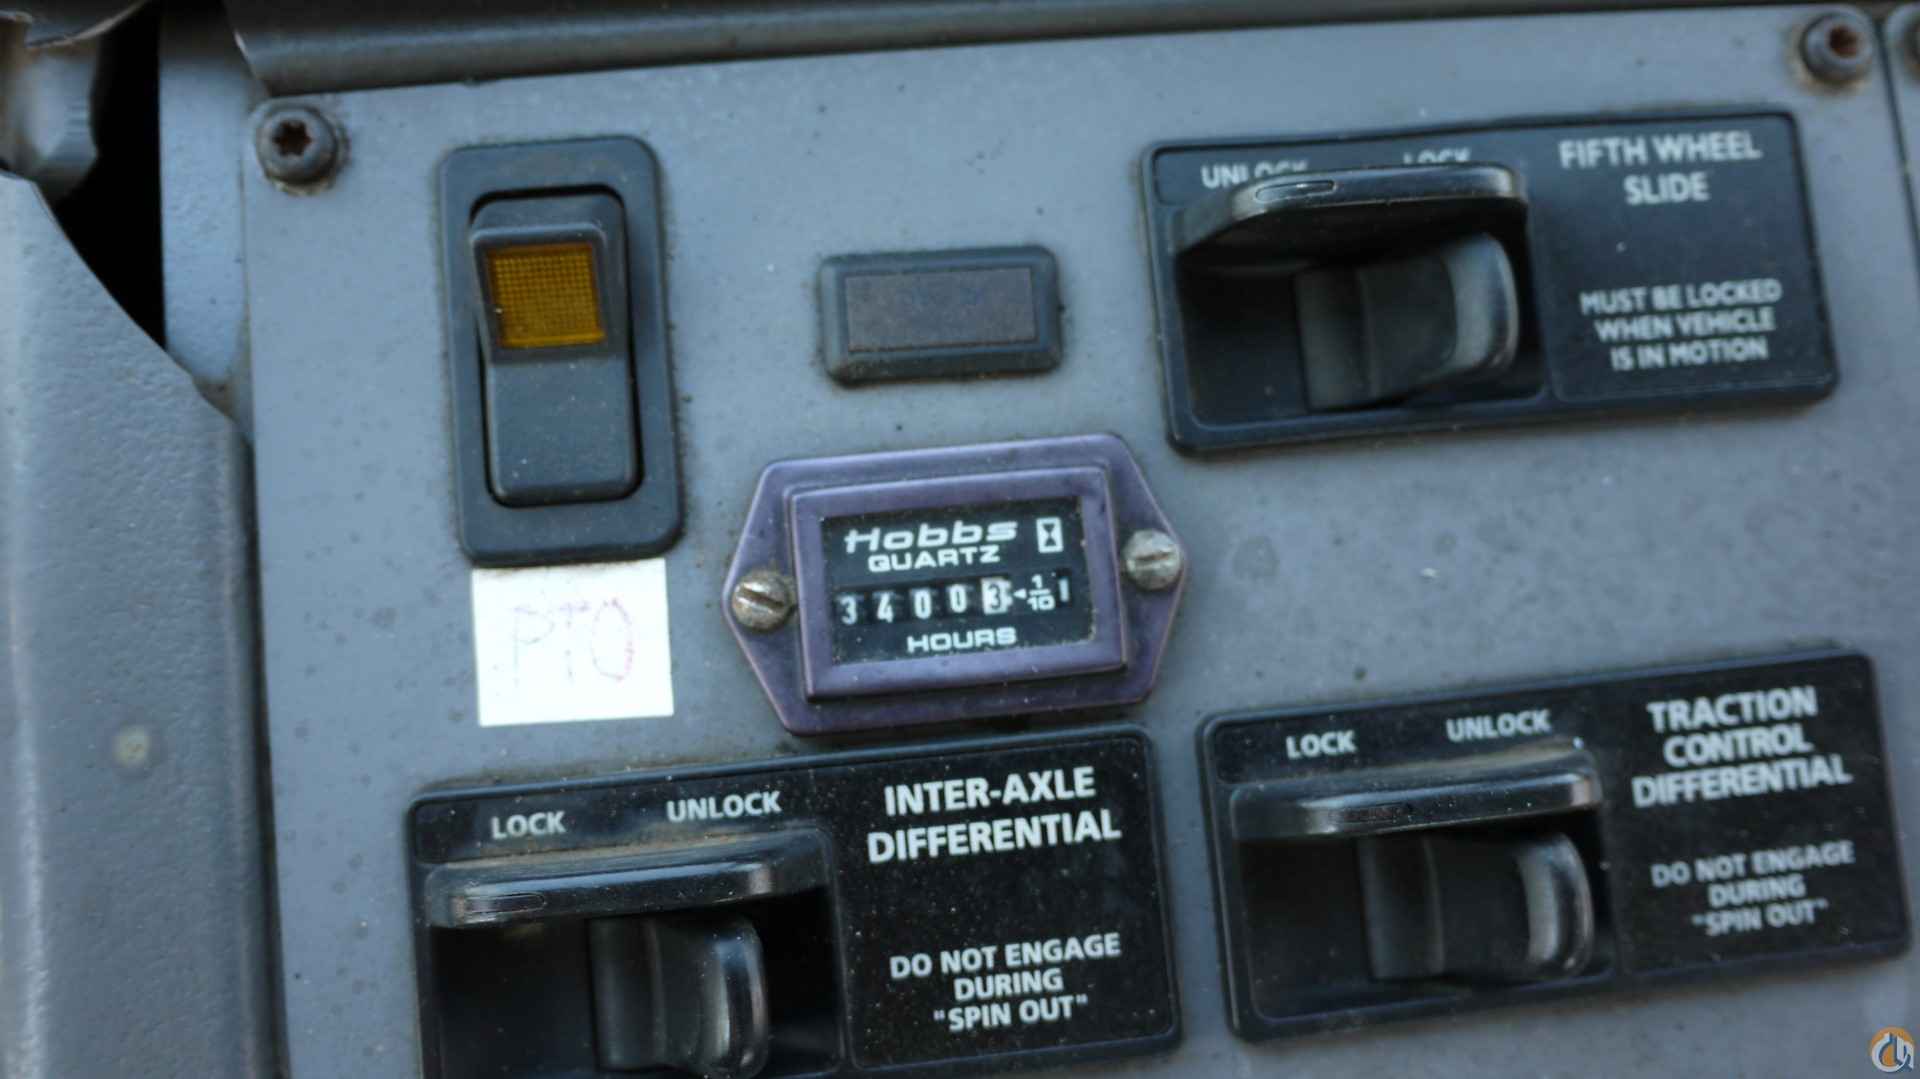 UNLOCK LOCK
FIFTH WHEEL
SLIDE
MUST BE LOCKED
WHEN VEHICLE
IS IN MOTION
PTO
Hobbs
QUARTZ
34003 1/10
HOURS
LOCK UNLOCK
INTER-AXLE
DIFFERENTIAL
DO NOT ENGAGE
DURING
"SPIN OUT"
LOCK UNLOCK
TRACTION
CONTROL
DIFFERENTIAL
DO NOT ENGAGE
DURING
"SPIN OUT"